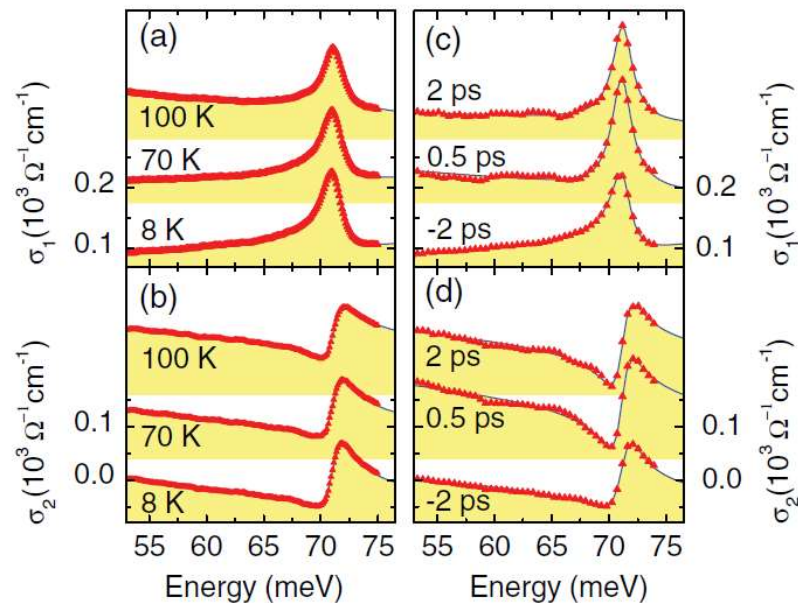 (a)
100 K
70 K
8 K
(c)
2 ps
0.5 ps
-2 ps
σ₁(10³ Ω⁻¹cm⁻¹)
0.2
0.1
0.2
0.1
σ₁(10³ Ω⁻¹cm⁻¹)
(b)
100 K
70 K
8 K
(d)
2 ps
0.5 ps
-2 ps
σ₂(10³ Ω⁻¹cm⁻¹)
0.1
0.0
0.1
0.0
σ₂(10³ Ω⁻¹cm⁻¹)
55 60 65 70 75
55 60 65 70 75
Energy (meV)
Energy (meV)